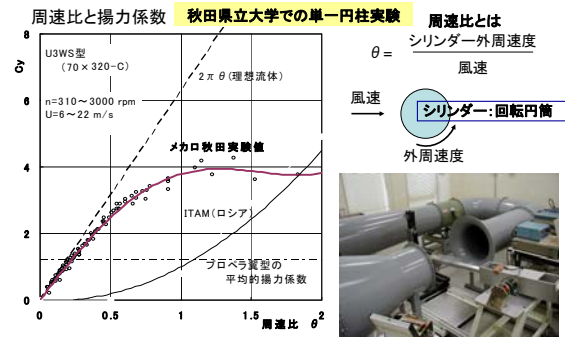 周速比と揚力係数
秋田県立大学での単一円柱実験
Cy
8
6
4
2
0
U3WS型
(70×320-C)
n=310～3000 rpm
U=6～22 m/s
2πθ(理想流体)
メカロ秋田実験値
ITAM(ロシア)
プロペラ翼型の
平均的揚力係数
0
0.5
1
1.5
2
周速比 θ
周速比とは
θ= シリンダー外周速度
風速
風速
シリンダー：回転円筒
外周速度